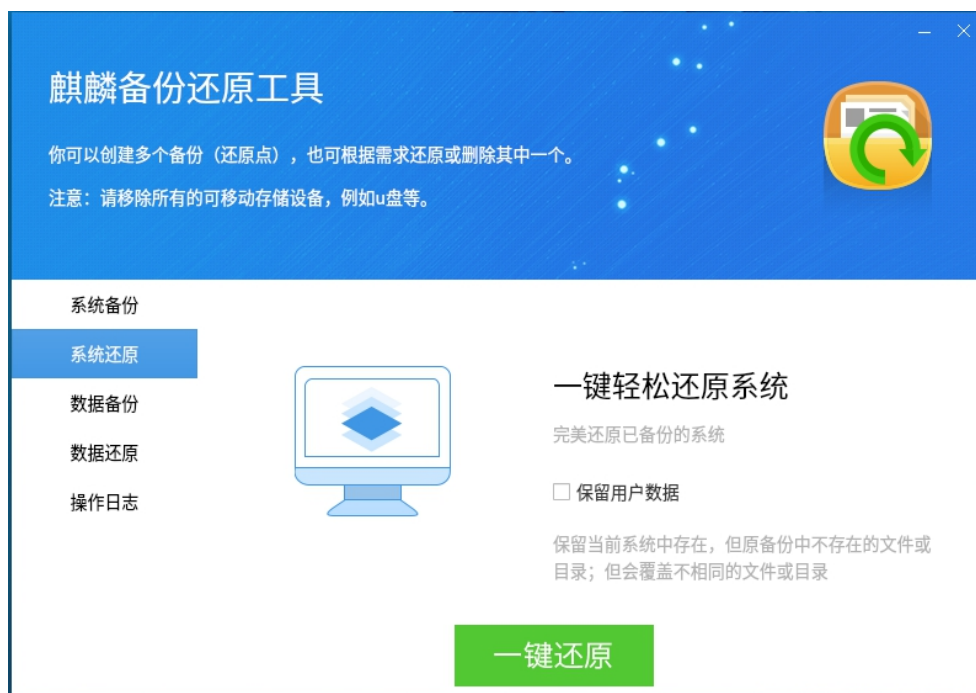 麒麟备份还原工具
你可以创建多个备份（还原点），也可根据需求还原或删除其中一个。
注意：请移除所有的可移动存储设备，例如u盘等。
系统备份
系统还原
数据备份
数据还原
操作日志
一键轻松还原系统
完美还原已备份的系统
保留用户数据
保留当前系统中存在，但原备份中不存在的文件或
目录；但会覆盖不相同的文件或目录
一键还原